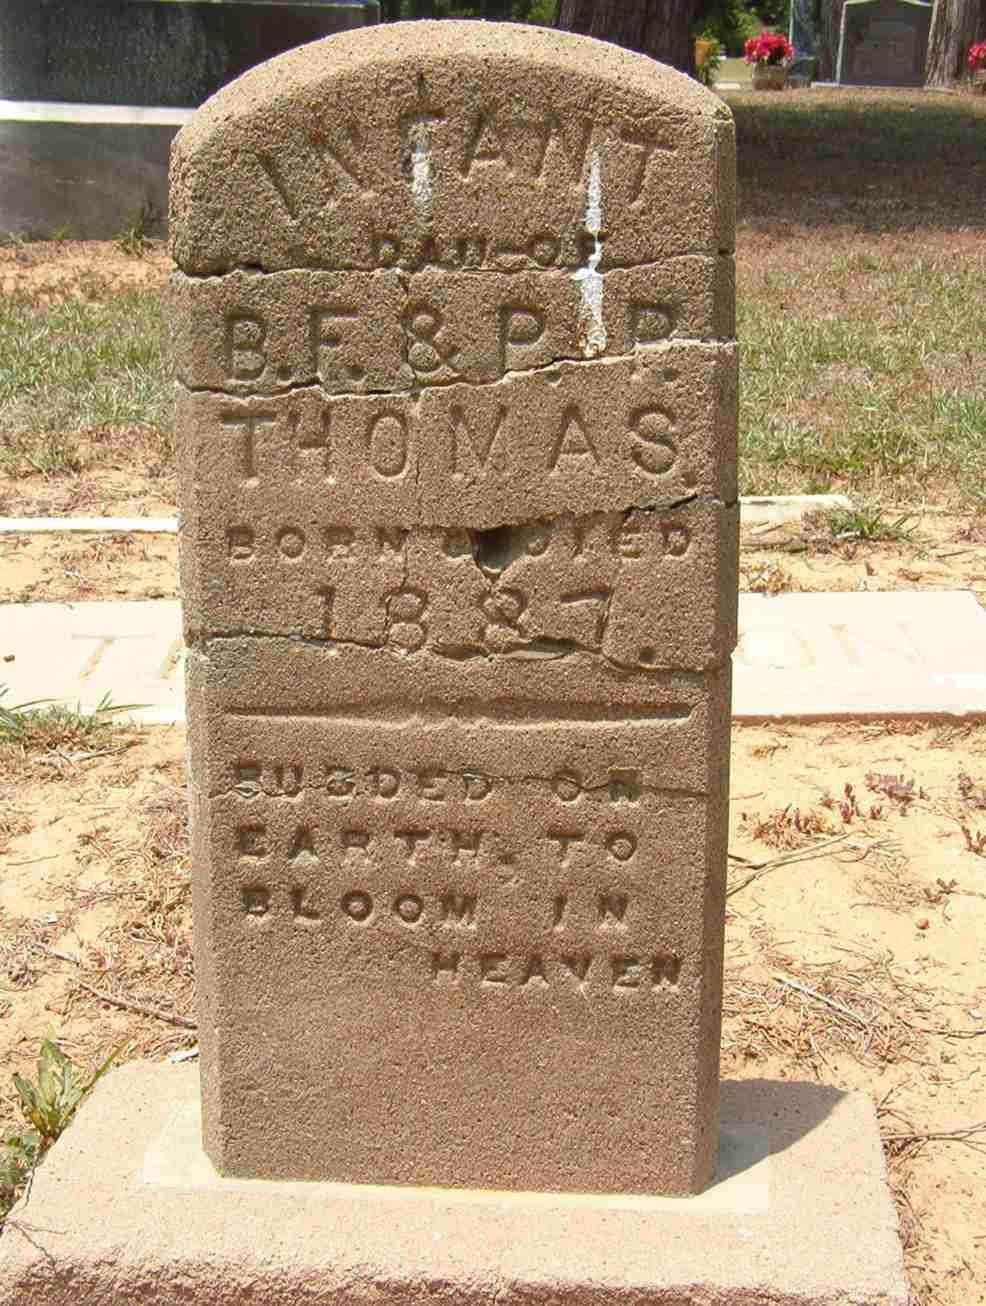 INFANT
DAU-OF
B.F. & P. P.
THOMAS.
BORN & DIED
1887.
BUDDED ON
EARTH. TO
BLOOM IN
HEAVEN